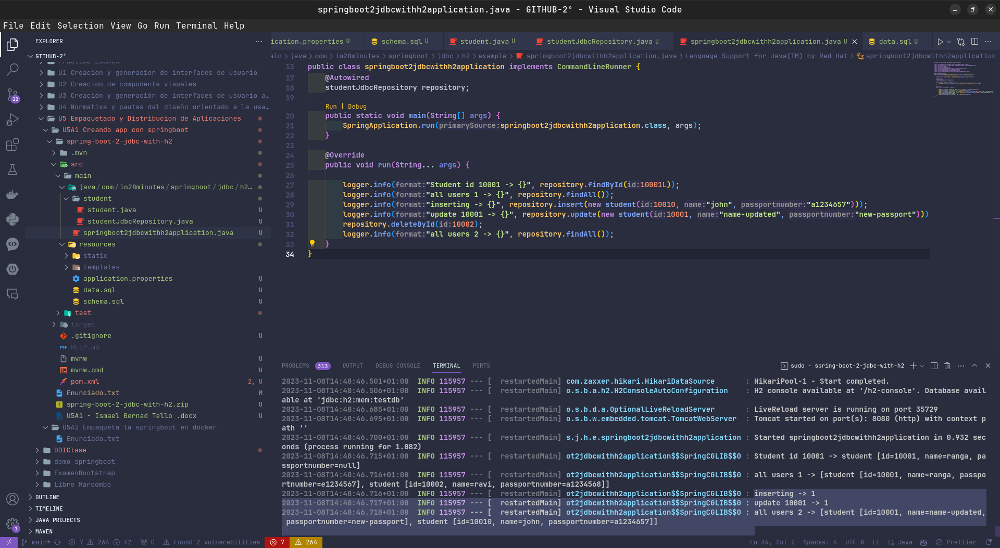 springboot2jdbcwithh2application.java - GITHUB-2° - Visual Studio Code
File Edit Selection View Go Run Terminal Help
EXPLORER
GITHUB-2°
Practica Examen
U1 Creacion y generacion de interfaces de usuario
U2 Creacion de componente visuales
U3 Creación y generación de interfaces de usuario a...
U4 Normativa y pautas del diseño orientado a la usa...
U5 Empaquetado y Distribucion de Aplicaciones
U5A1 Creando app con springboot
spring-boot-2-jdbc-with-h2
.mvn
src
main
java/com/in28minutes/springboot/jdbc/h2...
student
student.java U
studentJdbcRepository.java U
springboot2jdbcwithh2application.java U
resources
static
templates
application.properties U
data.sql U
schema.sql U
test
target
.gitignore U
HELP.md
mvnw U
mvnw.cmd U
pom.xml 2, U
Enunciado.txt M
spring-boot-2-jdbc-with-h2.zip U
U5A1 - Ismael Bernad Tello .docx U
U5A2 Empaqueta la springboot en docker
Enunciado.txt
DDIClase
demo_springboot
ExamenBootstrap
Libro Marcombo
OUTLINE
TIMELINE
JAVA PROJECTS
MAVEN
22
1
ication.properties U schema.sql U student.java U studentJdbcRepository.java U springboot2jdbcwithh2application.java U data.sql U
ain > java > com > in28minutes > springboot > jdbc > h2 > example > springboot2jdbcwithh2application.java > Language Support for Java(TM) by Red Hat > springboot2jdbcwithh2application
13 public class springboot2jdbcwithh2application implements CommandLineRunner {
17 @Autowired
18 studentJdbcRepository repository;
19
Run | Debug
20 public static void main(String[] args) {
21 SpringApplication.run(primarySource:springboot2jdbcwithh2application.class, args);
22 }
23
24 @Override
25 public void run(String... args) {
26
27 logger.info(format:"Student id 10001 -> {}", repository.findById(id:10001L));
28 logger.info(format:"all users 1 -> {}", repository.findAll());
29 logger.info(format:"inserting -> {}", repository.insert(new student(id:10010, name:"john", passportnumber:"a1234657")));
30 logger.info(format:"update 10001 -> {}", repository.update(new student(id:10001, name:"name-updated", passportnumber:"new-passport")))
31 repository.deleteById(id:10002);
32 logger.info(format:"all users 2 -> {}", repository.findAll());
33 }
34 }
PROBLEMS 313 OUTPUT DEBUG CONSOLE TERMINAL PORTS
sudo - spring-boot-2-jdbc-with-h2
2023-11-08T14:48:46.501+01:00 INFO 115957 --- [ restartedMain] com.zaxxer.hikari.HikariDataSource : HikariPool-1 - Start completed.
2023-11-08T14:48:46.506+01:00 INFO 115957 --- [ restartedMain] o.s.b.a.h2.H2ConsoleAutoConfiguration : H2 console available at '/h2-console'. Database avail
able at 'jdbc:h2:mem:testdb'
2023-11-08T14:48:46.685+01:00 INFO 115957 --- [ restartedMain] o.s.b.d.a.OptionalLiveReloadServer : LiveReload server is running on port 35729
2023-11-08T14:48:46.695+01:00 INFO 115957 --- [ restartedMain] o.s.b.w.embedded.tomcat.TomcatWebServer : Tomcat started on port(s): 8080 (http) with context p
ath ''
2023-11-08T14:48:46.700+01:00 INFO 115957 --- [ restartedMain] s.j.h.e.springboot2jdbcwithh2application : Started springboot2jdbcwithh2application in 0.932 sec
onds (process running for 1.082)
2023-11-08T14:48:46.715+01:00 INFO 115957 --- [ restartedMain] ot2jdbcwithh2application$$SpringCGLIB$$0 : Student id 10001 -> student [id=10001, name=ranga, pa
ssportnumber=null]
2023-11-08T14:48:46.716+01:00 INFO 115957 --- [ restartedMain] ot2jdbcwithh2application$$SpringCGLIB$$0 : all users 1 -> [student [id=10001, name=ranga, passpo
rtnumber=e1234567], student [id=10002, name=ravi, passportnumber=a1234568]]
2023-11-08T14:48:46.716+01:00 INFO 115957 --- [ restartedMain] ot2jdbcwithh2application$$SpringCGLIB$$0 : inserting -> 1
2023-11-08T14:48:46.717+01:00 INFO 115957 --- [ restartedMain] ot2jdbcwithh2application$$SpringCGLIB$$0 : update 10001 -> 1
2023-11-08T14:48:46.718+01:00 INFO 115957 --- [ restartedMain] ot2jdbcwithh2application$$SpringCGLIB$$0 : all users 2 -> [student [id=10001, name=name-updated,
passportnumber=new-passport], student [id=10010, name=john, passportnumber=a1234657]]
main* 7 264 42 0 Found 2 vulnerabilities 7 264 Ln 34, Col 2 Spaces: 4 UTF-8 LF Java Prettier